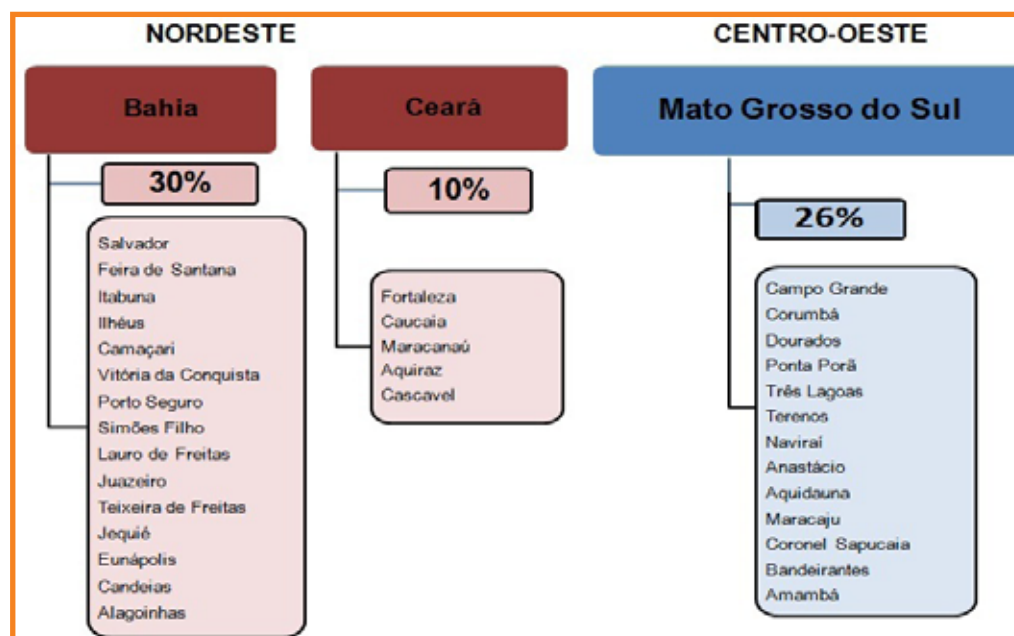 NORDESTE
CENTRO-OESTE
Bahia
Ceará
Mato Grosso do Sul
30%
10%
26%
Salvador
Feira de Santana
Itabuna
Ilhéus
Camaçari
Vitória da Conquista
Porto Seguro
Simões Filho
Lauro de Freitas
Juazeiro
Teixeira de Freitas
Jequié
Eunápolis
Candeias
Alagoinhas
Fortaleza
Caucaia
Maracanaú
Aquiraz
Cascavel
Campo Grande
Corumbá
Dourados
Ponta Porã
Três Lagoas
Terenos
Naviraí
Anastácio
Aquidauna
Maracaju
Coronel Sapucaia
Bandeirantes
Amambá